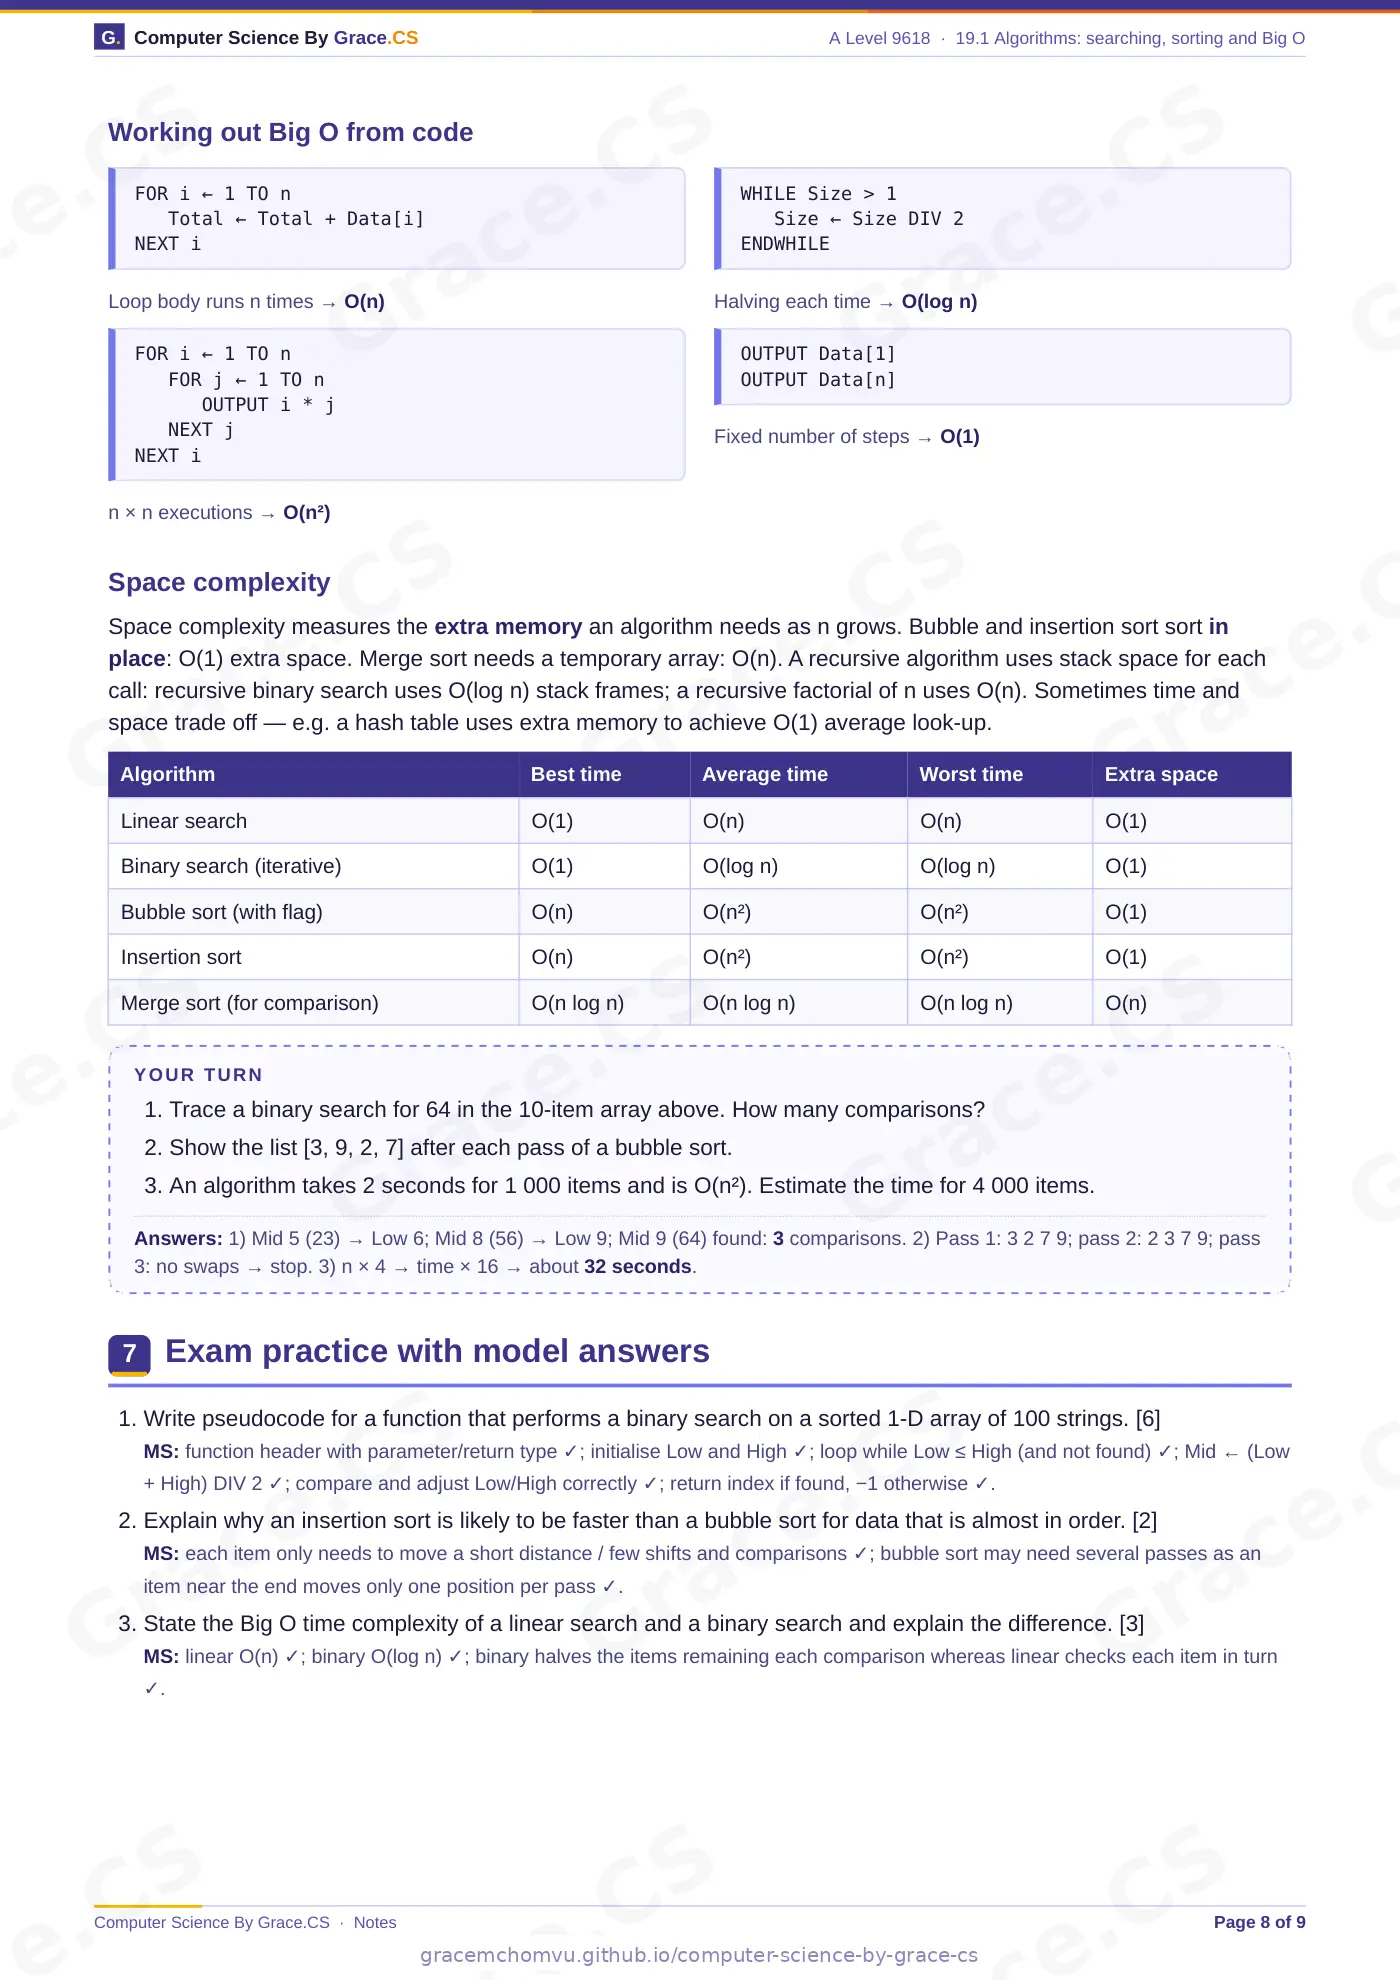 G. Computer Science By Grace.CS
A Level 9618 · 19.1 Algorithms: searching, sorting and Big O
Working out Big O from code
FOR i ← 1 TO n
Total ← Total + Data[i]
NEXT i
Loop body runs n times → O(n)
WHILE Size > 1
Size ← Size DIV 2
ENDWHILE
Halving each time → O(log n)
FOR i ← 1 TO n
FOR j ← 1 TO n
OUTPUT i * j
NEXT j
NEXT i
n × n executions → O(n²)
OUTPUT Data[1]
OUTPUT Data[n]
Fixed number of steps → O(1)
Space complexity
Space complexity measures the extra memory an algorithm needs as n grows. Bubble and insertion sort sort in
place: O(1) extra space. Merge sort needs a temporary array: O(n). A recursive algorithm uses stack space for each
call: recursive binary search uses O(log n) stack frames; a recursive factorial of n uses O(n). Sometimes time and
space trade off — e.g. a hash table uses extra memory to achieve O(1) average look-up.
Algorithm Best time Average time Worst time Extra space
Linear search O(1) O(n) O(n) O(1)
Binary search (iterative) O(1) O(log n) O(log n) O(1)
Bubble sort (with flag) O(n) O(n²) O(n²) O(1)
Insertion sort O(n) O(n²) O(n²) O(1)
Merge sort (for comparison) O(n log n) O(n log n) O(n log n) O(n)
YOUR TURN
1. Trace a binary search for 64 in the 10-item array above. How many comparisons?
2. Show the list [3, 9, 2, 7] after each pass of a bubble sort.
3. An algorithm takes 2 seconds for 1 000 items and is O(n²). Estimate the time for 4 000 items.
Answers: 1) Mid 5 (23) → Low 6; Mid 8 (56) → Low 9; Mid 9 (64) found: 3 comparisons. 2) Pass 1: 3 2 7 9; pass 2: 2 3 7 9; pass
3: no swaps → stop. 3) n × 4 → time × 16 → about 32 seconds.
7 Exam practice with model answers
1. Write pseudocode for a function that performs a binary search on a sorted 1-D array of 100 strings. [6]
MS: function header with parameter/return type ✓; initialise Low and High ✓; loop while Low ≤ High (and not found) ✓; Mid ← (Low
+ High) DIV 2 ✓; compare and adjust Low/High correctly ✓; return index if found, −1 otherwise ✓.
2. Explain why an insertion sort is likely to be faster than a bubble sort for data that is almost in order. [2]
MS: each item only needs to move a short distance / few shifts and comparisons ✓; bubble sort may need several passes as an
item near the end moves only one position per pass ✓.
3. State the Big O time complexity of a linear search and a binary search and explain the difference. [3]
MS: linear O(n) ✓; binary O(log n) ✓; binary halves the items remaining each comparison whereas linear checks each item in turn
✓.
Computer Science By Grace.CS · Notes
Page 8 of 9
gracemchomvu.github.io/computer-science-by-grace-cs